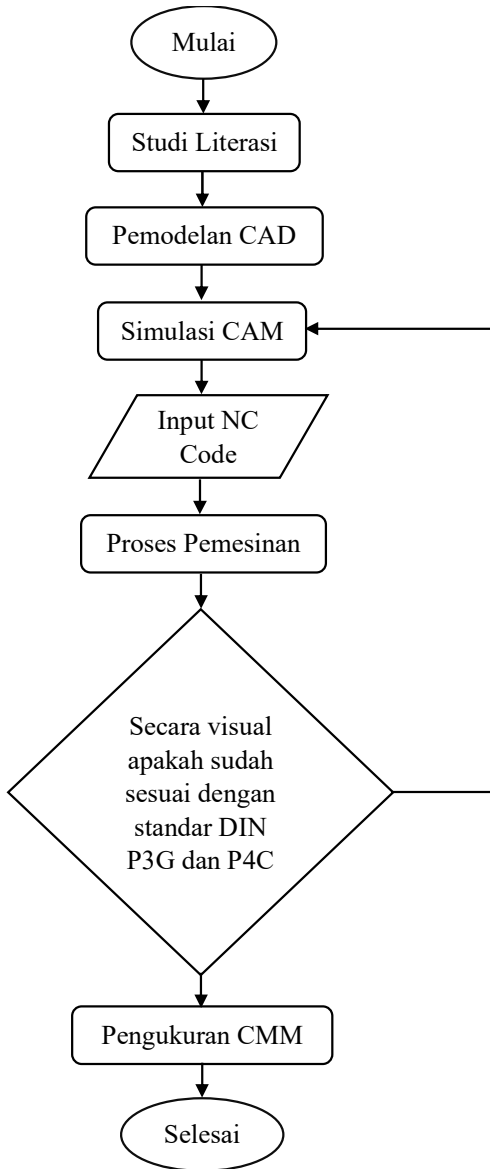 Mulai
Studi Literasi
Pemodelan CAD
Simulasi CAM
Input NC
Code
Proses Pemesinan
Secara visual
apakah sudah
sesuai dengan
standar DIN
P3G dan P4C
Pengukuran CMM
Selesai